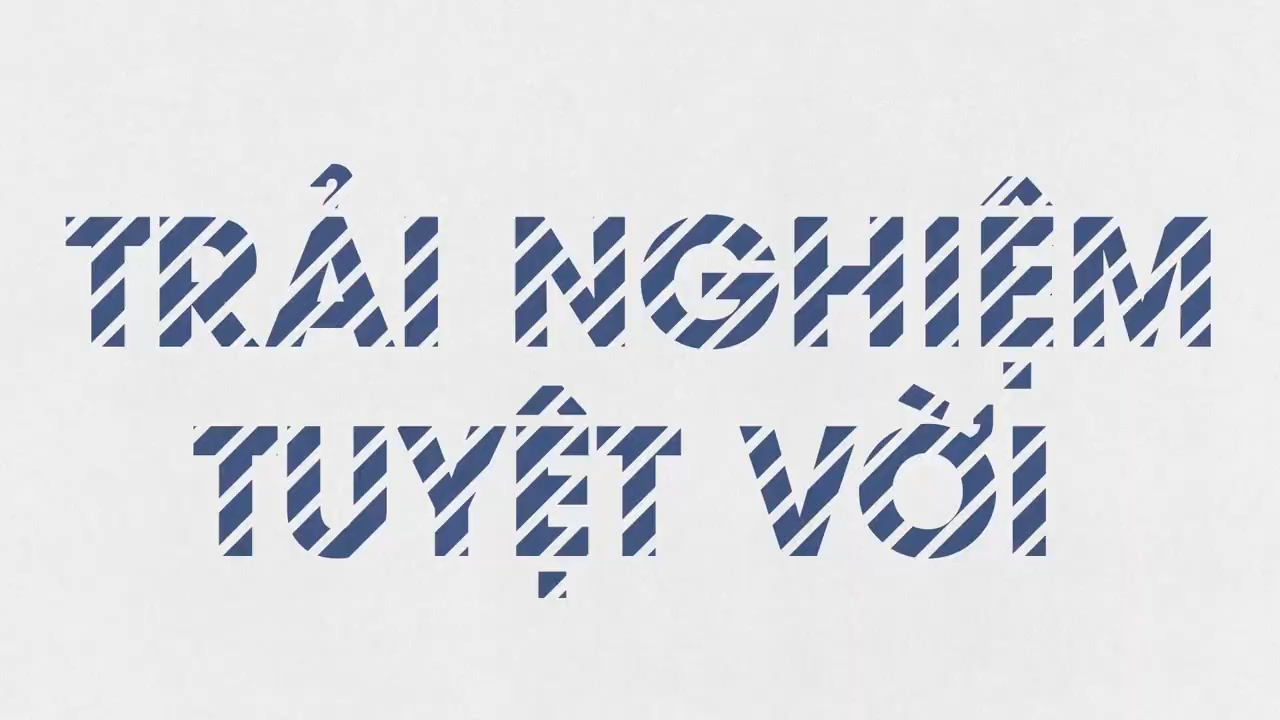 TRẢI NGHIỆM
TUYỆT VỜI